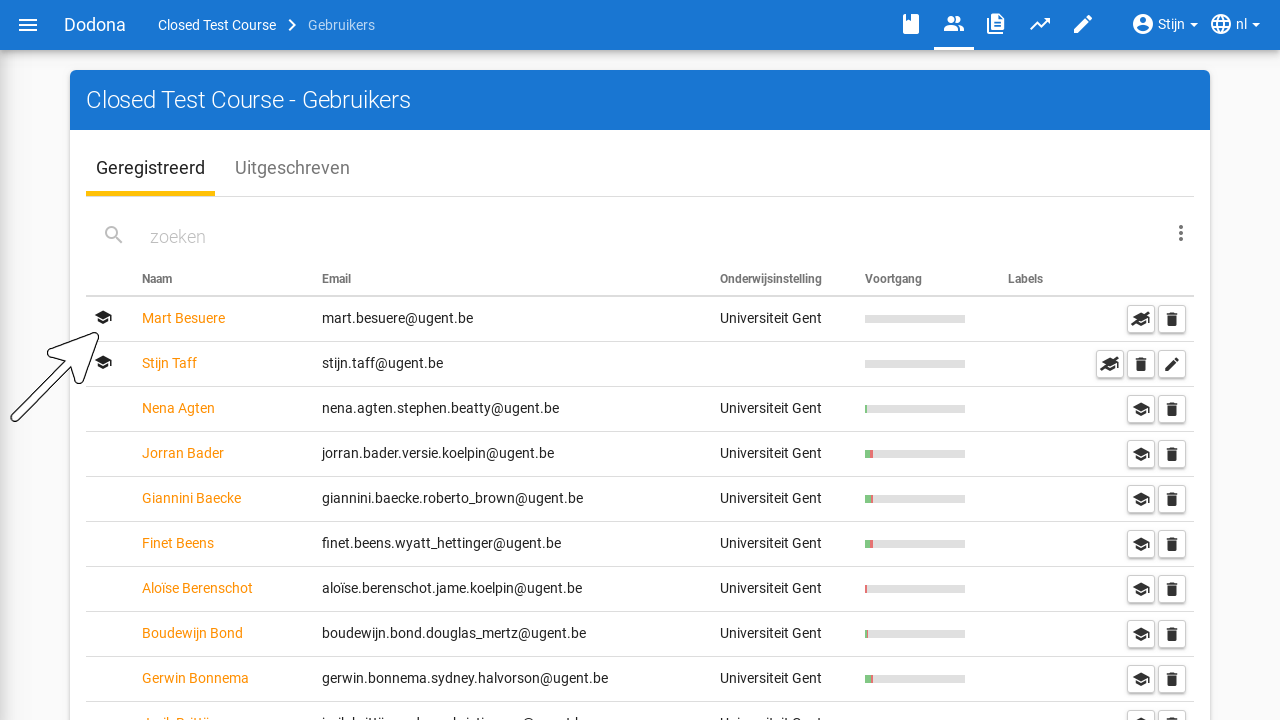 Dodona Closed Test Course Gebruikers Stijn nl
Closed Test Course - Gebruikers
Geregistreerd Uitgeschreven
zoeken
Naam Email Onderwijsinstelling Voortgang Labels
Mart Besuere mart.besuere@ugent.be Universiteit Gent
Stijn Taff stijn.taff@ugent.be
Nena Agten nena.agten.stephen.beatty@ugent.be Universiteit Gent
Jorran Bader jorran.bader.versie.koelpin@ugent.be Universiteit Gent
Giannini Baecke giannini.baecke.roberto_brown@ugent.be Universiteit Gent
Finet Beens finet.beens.wyatt_hettinger@ugent.be Universiteit Gent
Aloïse Berenschot aloïse.berenschot.jame.koelpin@ugent.be Universiteit Gent
Boudewijn Bond boudewijn.bond.douglas_mertz@ugent.be Universiteit Gent
Gerwin Bonnema gerwin.bonnema.sydney.halvorson@ugent.be Universiteit Gent